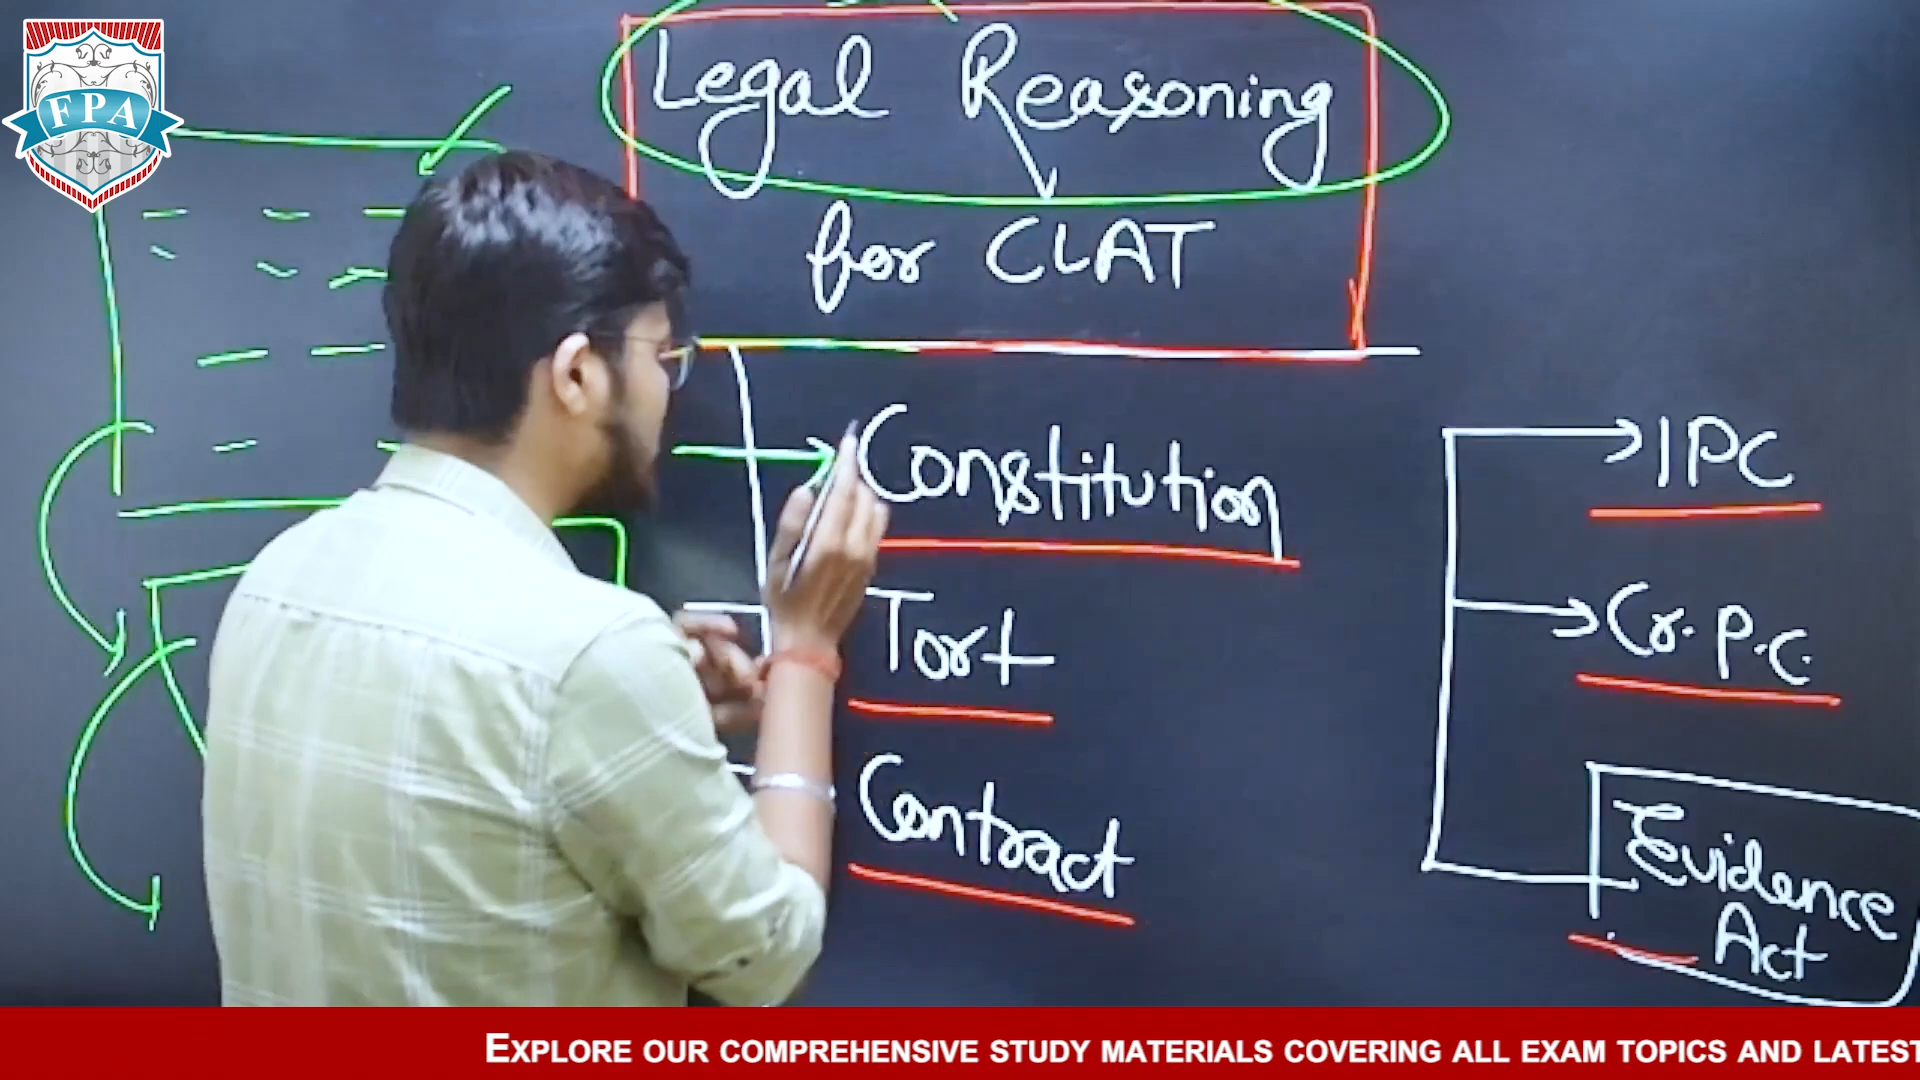 FPA
Legal Reasoning
for CLAT
Constitution
Tort
Contract
IPC
Cr.P.C.
Evidence
Act
EXPLORE OUR COMPREHENSIVE STUDY MATERIALS COVERING ALL EXAM TOPICS AND LATEST